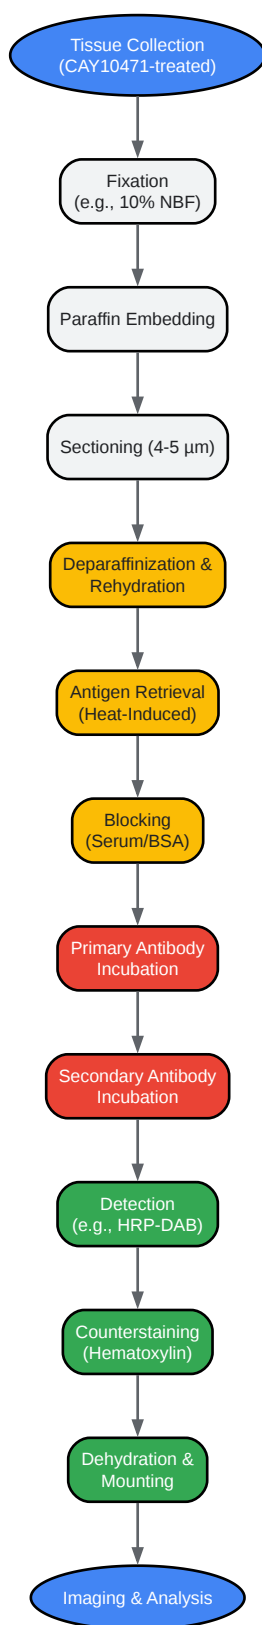 Tissue Collection
(CAY10471-treated)
Fixation
(e.g., 10% NBF)
Paraffin Embedding
Sectioning (4-5 µm)
Deparaffinization &
Rehydration
Antigen Retrieval
(Heat-Induced)
Blocking
(Serum/BSA)
Primary Antibody
Incubation
Secondary Antibody
Incubation
Detection
(e.g., HRP-DAB)
Counterstaining
(Hematoxylin)
Dehydration &
Mounting
Imaging & Analysis